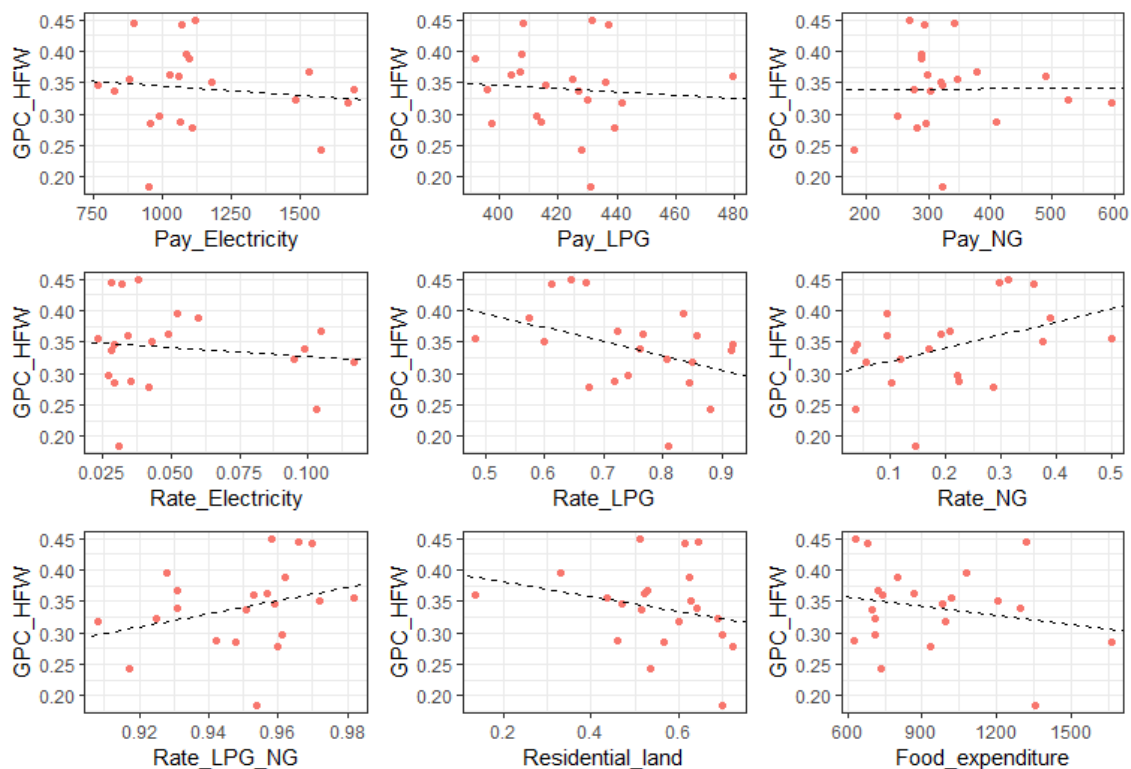 GPC_HFW
0.45
0.40
0.35
0.30
0.25
0.20
750 1000 1250 1500
Pay_Electricity
GPC_HFW
0.45
0.40
0.35
0.30
0.25
0.20
400 420 440 460 480
Pay_LPG
GPC_HFW
0.45
0.40
0.35
0.30
0.25
0.20
200 300 400 500 600
Pay_NG
GPC_HFW
0.45
0.40
0.35
0.30
0.25
0.20
0.025 0.050 0.075 0.100
Rate_Electricity
GPC_HFW
0.45
0.40
0.35
0.30
0.25
0.20
0.5 0.6 0.7 0.8 0.9
Rate_LPG
GPC_HFW
0.45
0.40
0.35
0.30
0.25
0.20
0.1 0.2 0.3 0.4 0.5
Rate_NG
GPC_HFW
0.45
0.40
0.35
0.30
0.25
0.20
0.92 0.94 0.96 0.98
Rate_LPG_NG
GPC_HFW
0.45
0.40
0.35
0.30
0.25
0.20
0.2 0.4 0.6
Residential_land
GPC_HFW
0.45
0.40
0.35
0.30
0.25
0.20
600 900 1200 1500
Food_expenditure